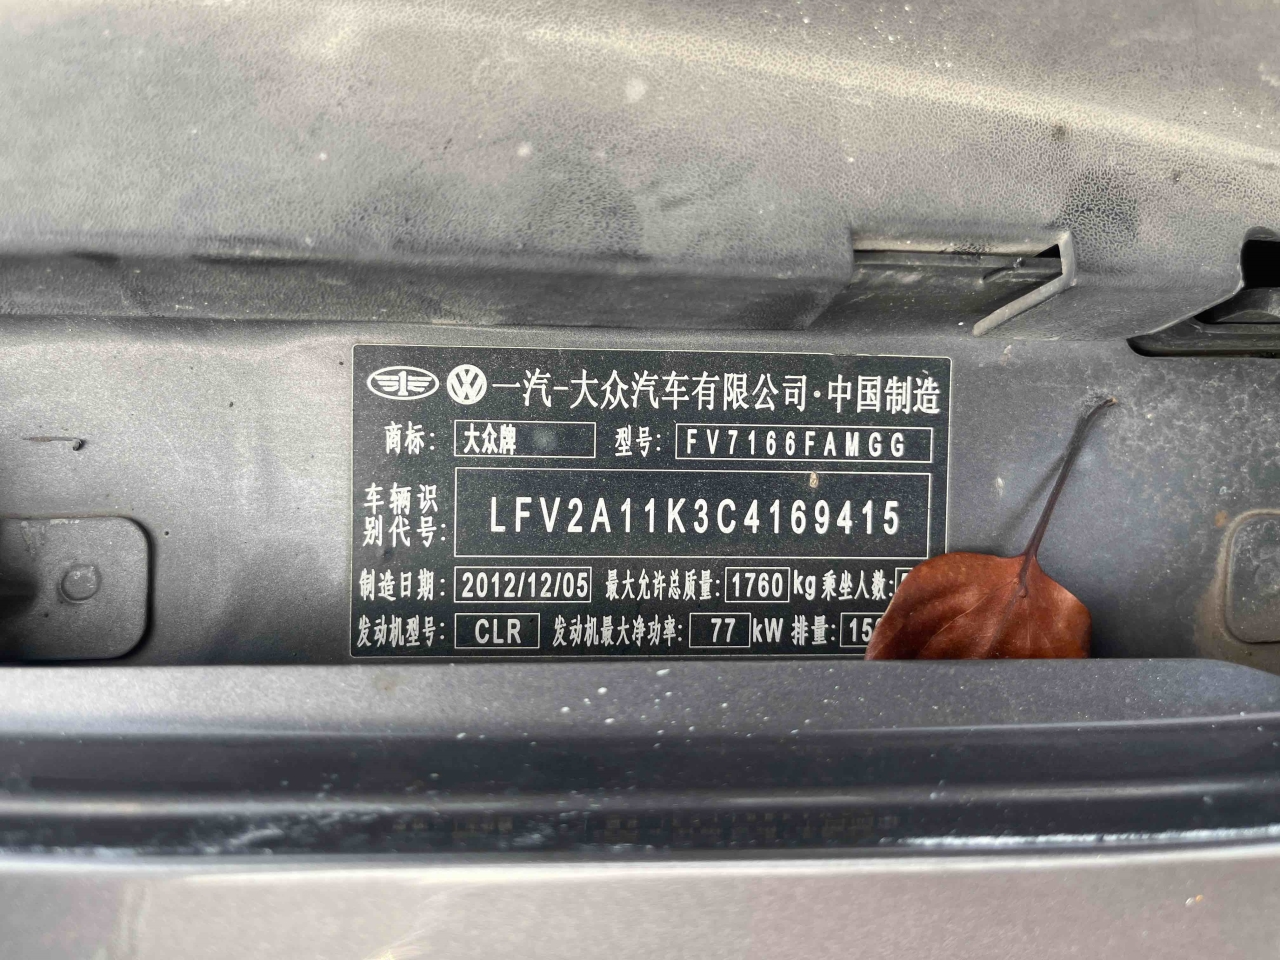 一汽-大众汽车有限公司·中国制造
商标: 大众牌 型号: FV7166FAMGG
车辆识别代号: LFV2A11K3C4169415
制造日期: 2012/12/05 最大允许总质量: 1760 kg 乘坐人数:
发动机型号: CLR 发动机最大净功率: 77 kW 排量: